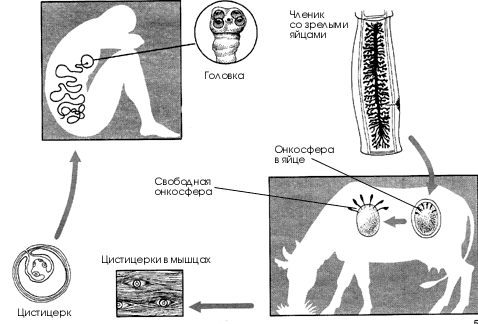 Членик
со зрелыми
яйцами
Головка
Онкосфера
в яйце
Свободная
онкосфера
Цистицерки в мышцах
Цистицерк